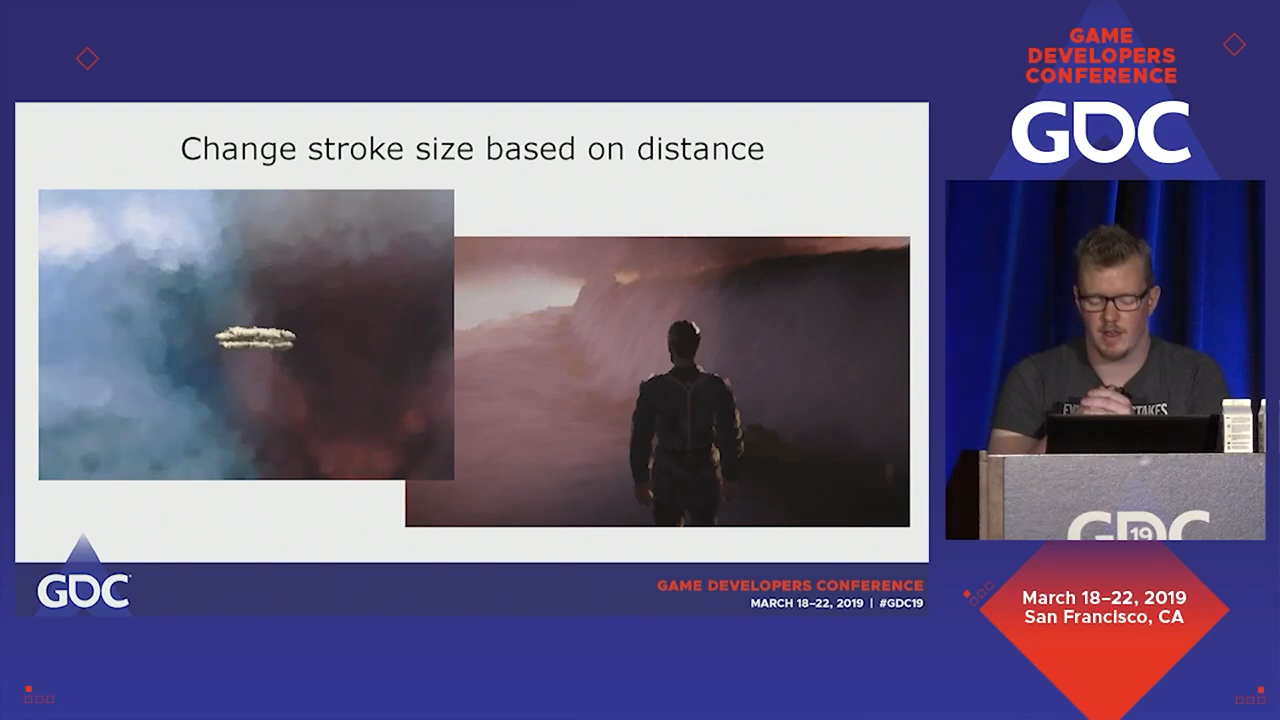 GAME
DEVELOPERS
CONFERENCE
GDC
Change stroke size based on distance
GDC
19
GDC
GAME DEVELOPERS CONFERENCE
MARCH 18–22, 2019 | #GDC19
March 18–22, 2019
San Francisco, CA